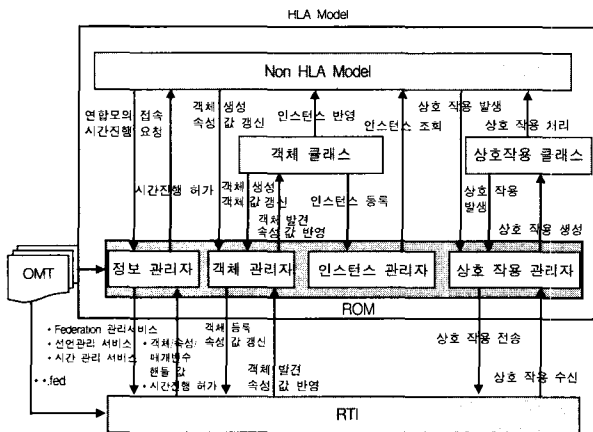 HLA Model
Non HLA Model
연합모의 접속
시간진행
요청
객체 생성
속성 값 갱신
인스턴스 반영
인스턴스 조회
상호 작용 발생
상호 작용 처리
객체 클래스
상호작용 클래스
시간진행 허가
객체 생성
객체 값 갱신
객체 발견
속성 값 반영
인스턴스 등록
상호 작용
발생
상호 작용 생성
OMT
정보 관리자
객체 관리자
인스턴스 관리자
상호 작용 관리자
ROM
• Federation 관리서비스
• 선언관리 서비스
• 시간 관리 서비스
• 객체/속성/
매개변수
핸들 값
• 시간진행 허가
객체 등록
속성 값 갱신
객체 발견
속성 값 반영
상호 작용 전송
상호 작용 수신
• •.fed
RTI